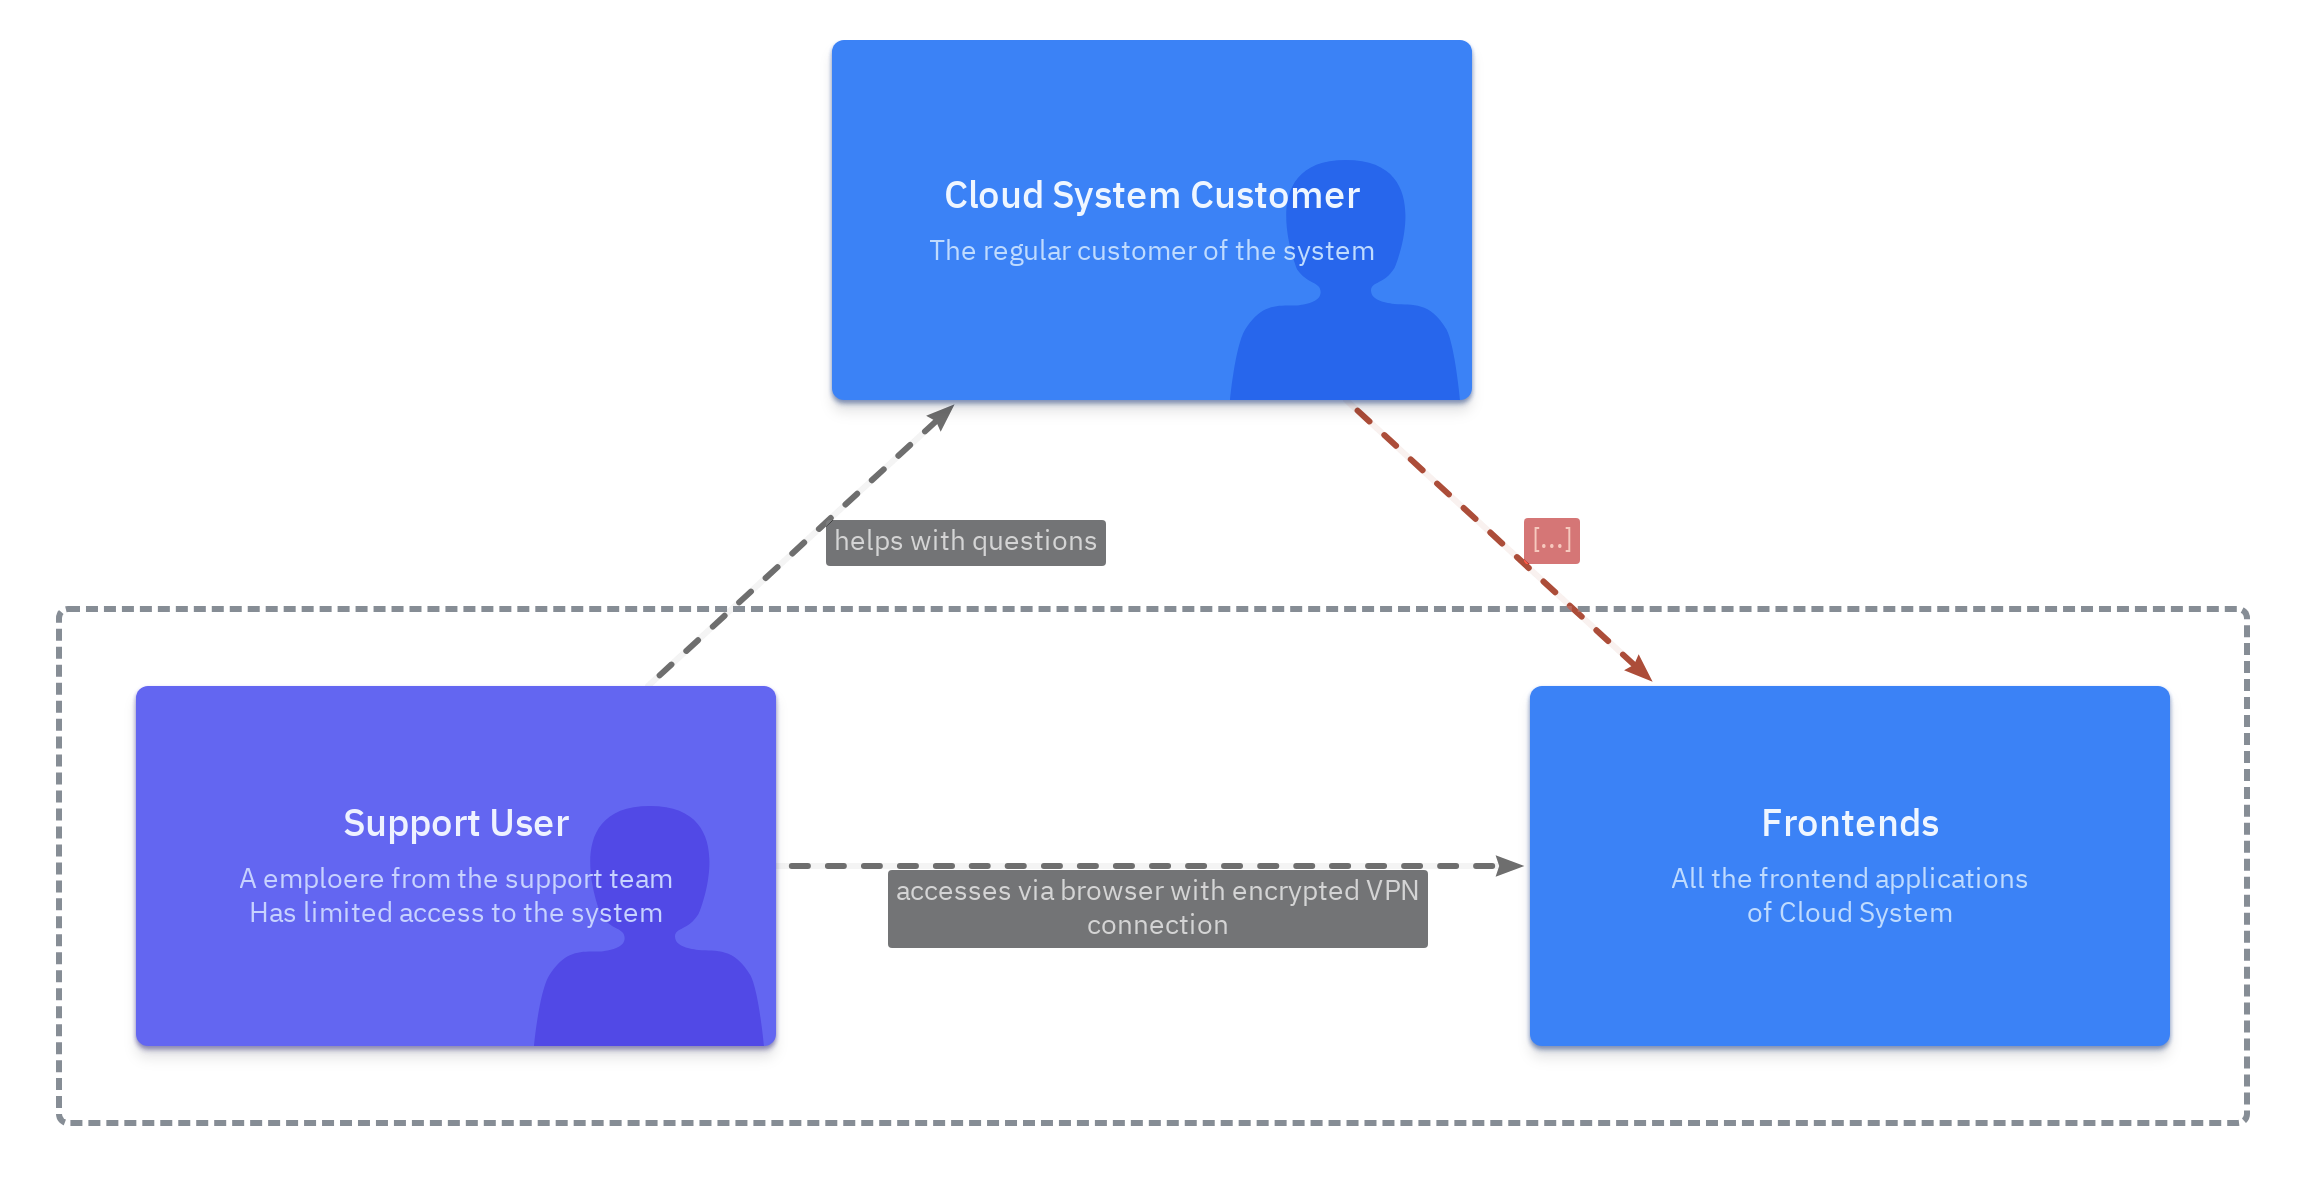 Cloud System Customer
The regular customer of the system
helps with questions
[...]
Support User
A emploere from the support team
Has limited access to the system
accesses via browser with encrypted VPN
connection
Frontends
All the frontend applications
of Cloud System